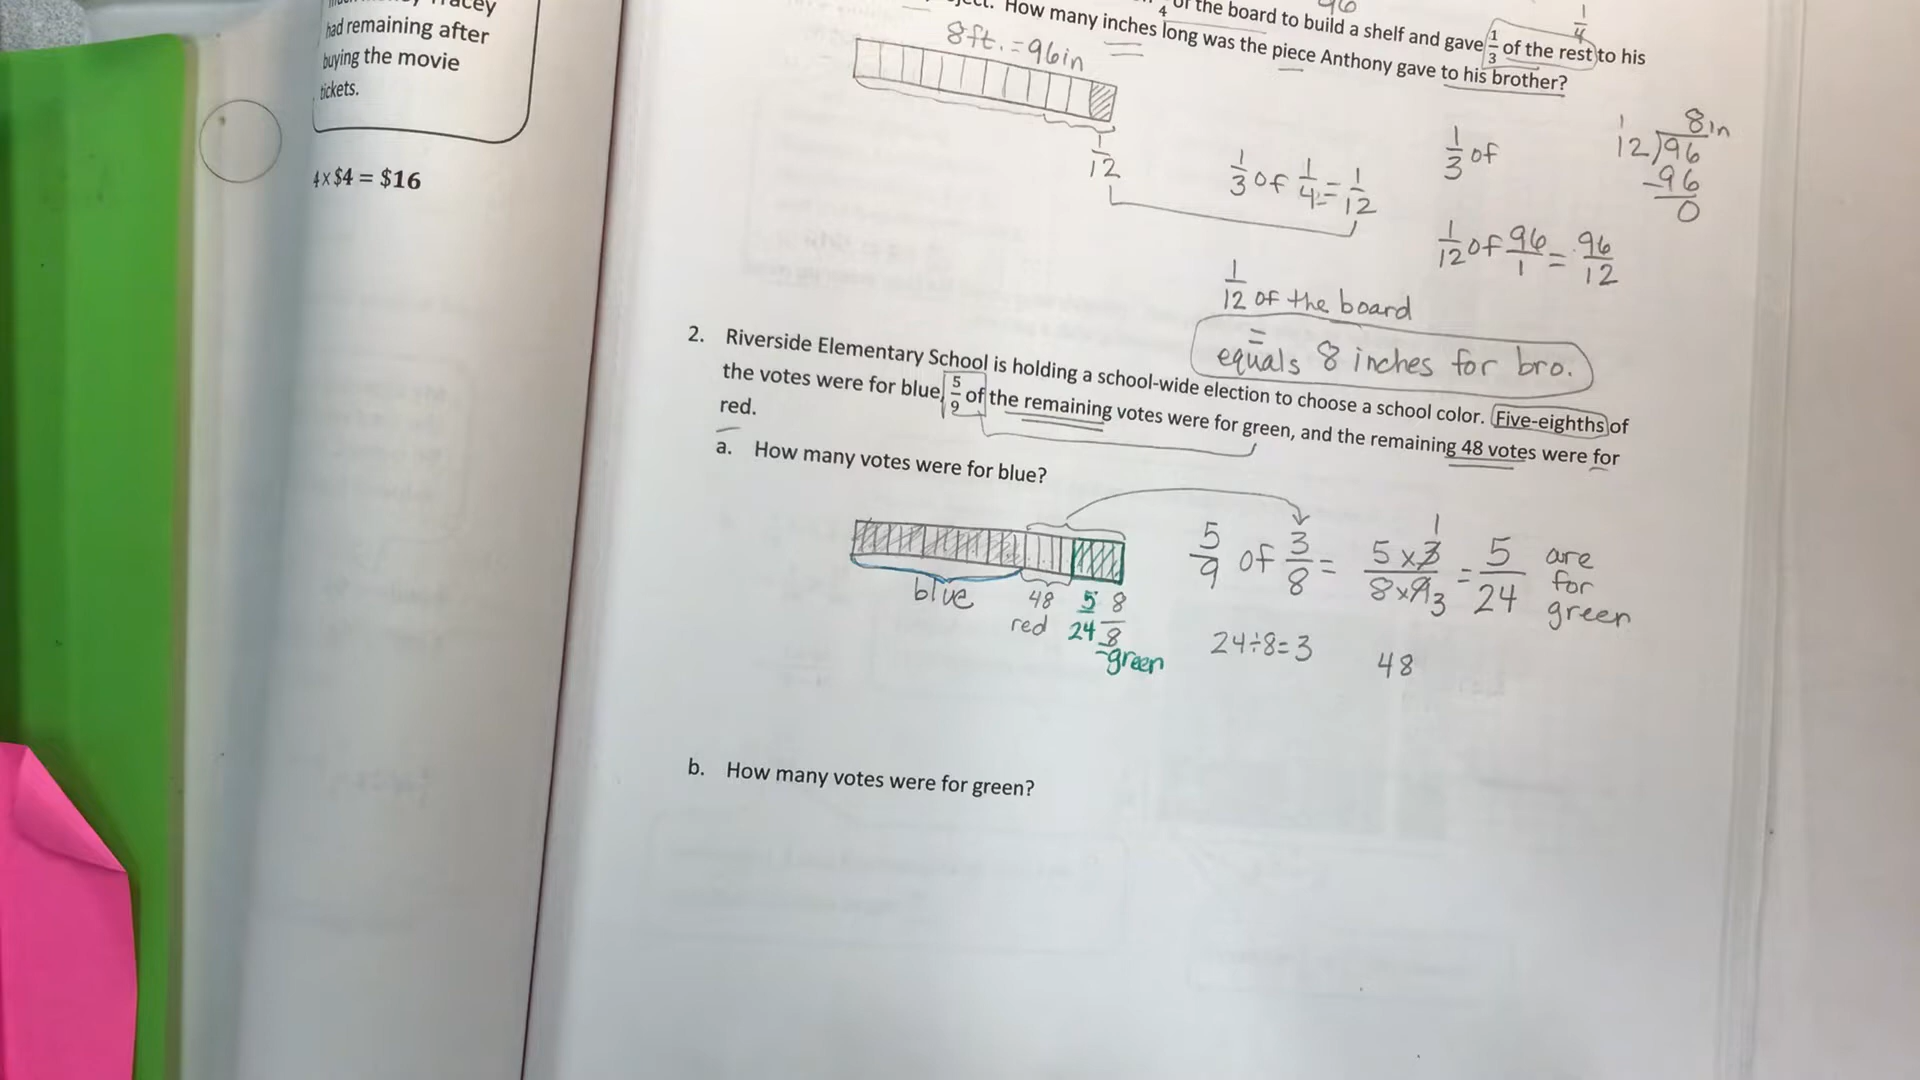 had remaining after
buying the movie
tickets.
4 x $4 = $16
of the board to build a shelf and gave 1/3 of the rest to his
How many inches long was the piece Anthony gave to his brother?
1/4
8ft. = 96in
1/12
1/3 of 1/4 = 1/12
1/3 of
8in
12)96
-96
0
1/12 of 96/1 = 96/12
1/12 of the board
=
equals 8 inches for bro.
2. Riverside Elementary School is holding a school-wide election to choose a school color. Five-eighths of
the votes were for blue, 5/9 of the remaining votes were for green, and the remaining 48 votes were for
red.
a. How many votes were for blue?
blue
48
red
5/24
8
8
green
5/9 of 3/8 = 5 x 3 / 8 x 9 = 5/24 are for green
1
3
24÷8=3
48
b. How many votes were for green?